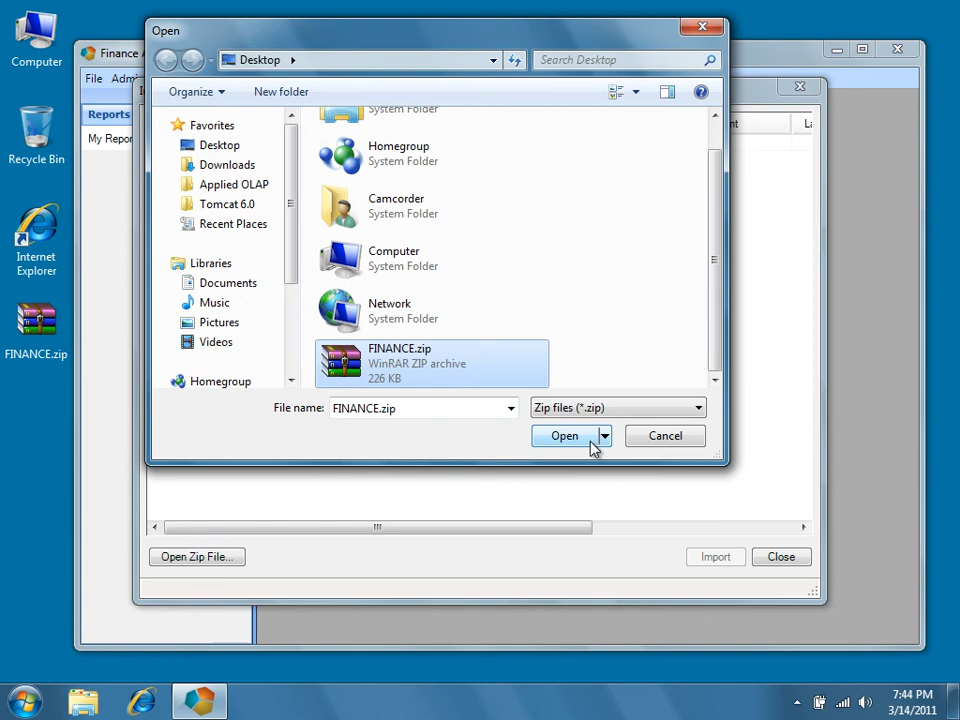 Computer
Recycle Bin
Internet
Explorer
FINANCE.zip
Finance A
File Admi
Reports
My Repor
Open
Desktop
Search Desktop
Organize
New folder
Favorites
Desktop
Downloads
Applied OLAP
Tomcat 6.0
Recent Places
Libraries
Documents
Music
Pictures
Videos
Homegroup
System Folder
Homegroup
System Folder
Camcorder
System Folder
Computer
System Folder
Network
System Folder
FINANCE.zip
WinRAR ZIP archive
226 KB
File name: FINANCE.zip
Zip files (*.zip)
Open Cancel
Open Zip File...
Import Close
7:44 PM
3/14/2011